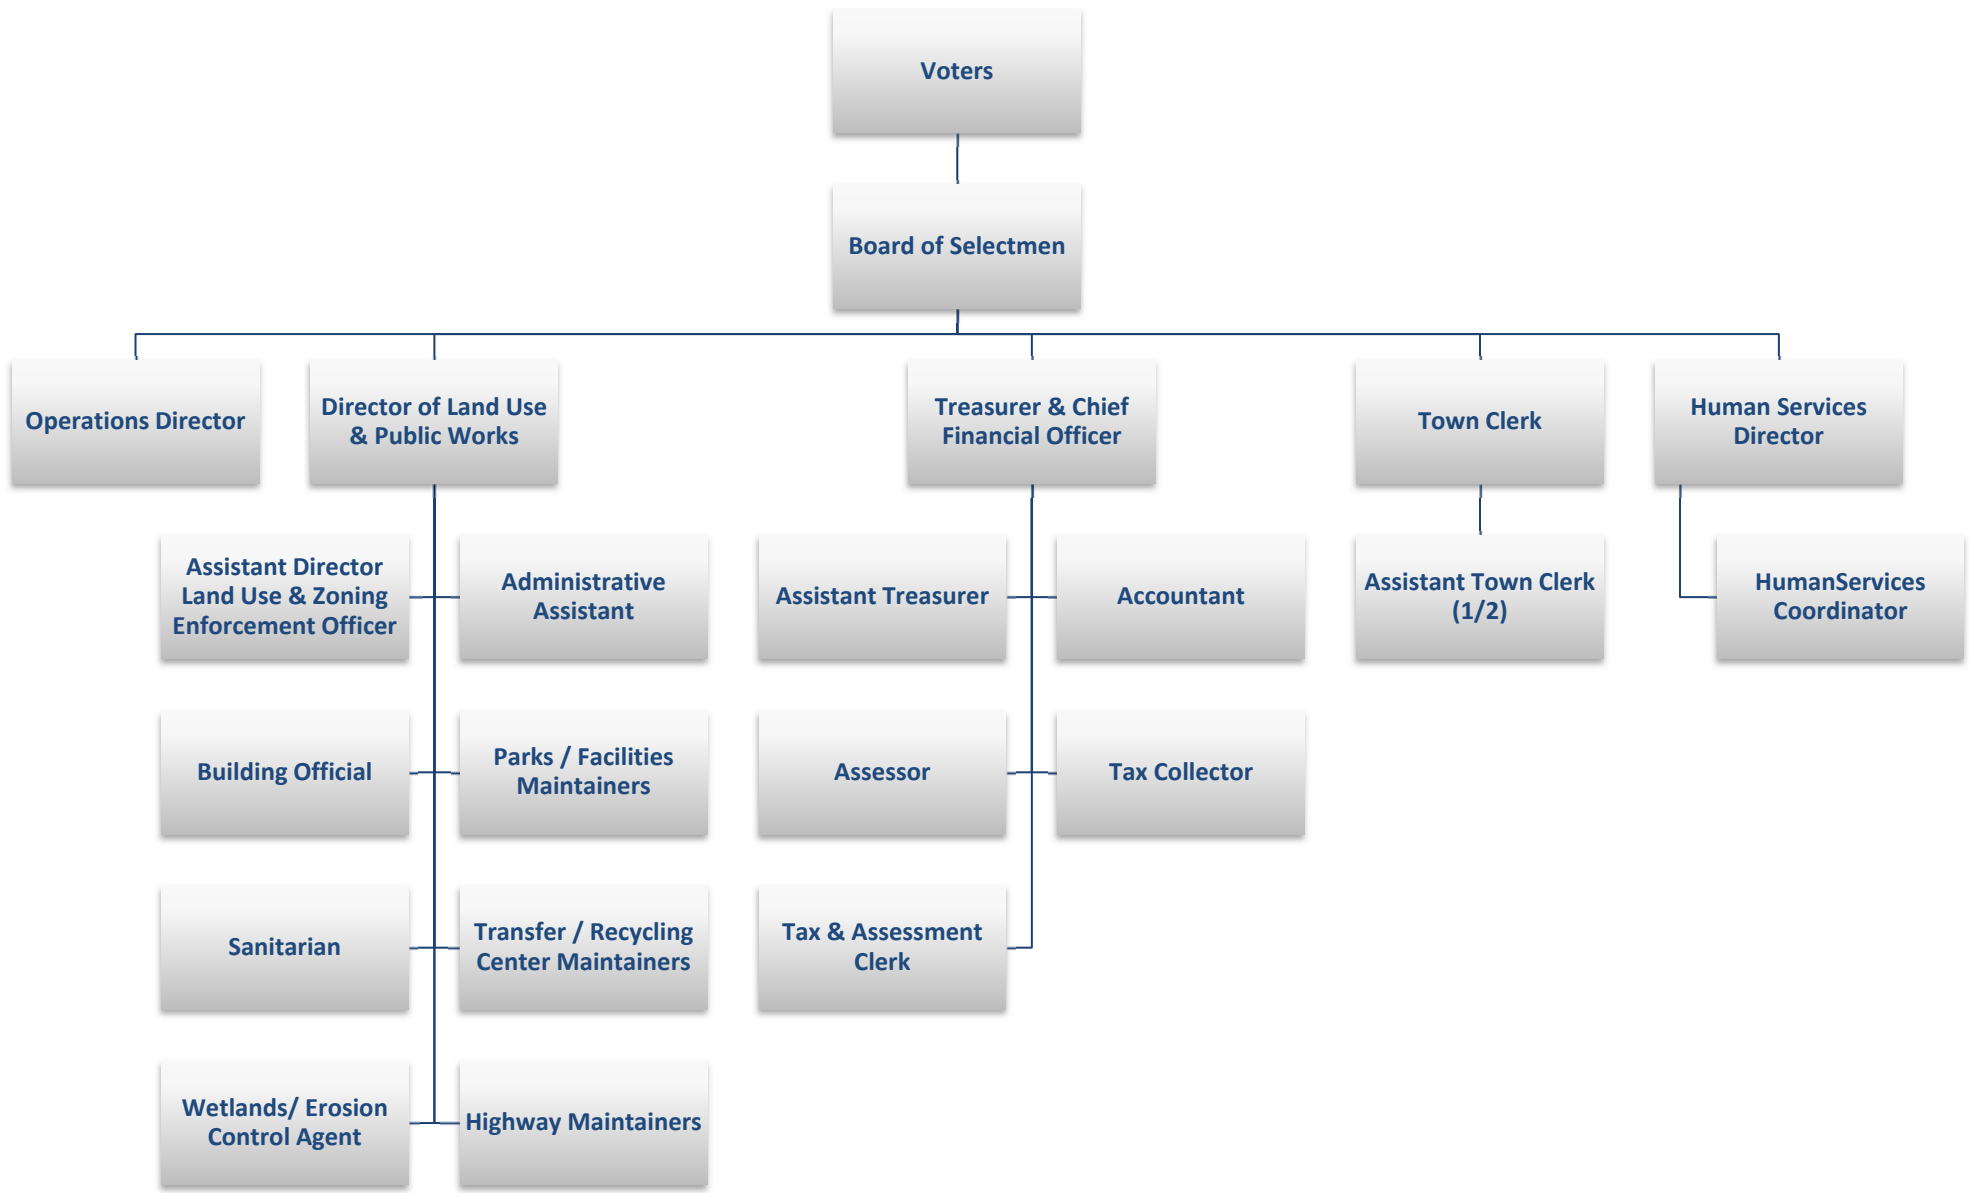 Voters
Board of Selectmen
Operations Director
Director of Land Use
& Public Works
Treasurer & Chief
Financial Officer
Town Clerk
Human Services
Director
Assistant Director
Land Use & Zoning
Enforcement Officer
Administrative
Assistant
Assistant Treasurer
Accountant
Assistant Town Clerk
(1/2)
HumanServices
Coordinator
Building Official
Parks / Facilities
Maintainers
Assessor
Tax Collector
Sanitarian
Transfer / Recycling
Center Maintainers
Tax & Assessment
Clerk
Wetlands/ Erosion
Control Agent
Highway Maintainers